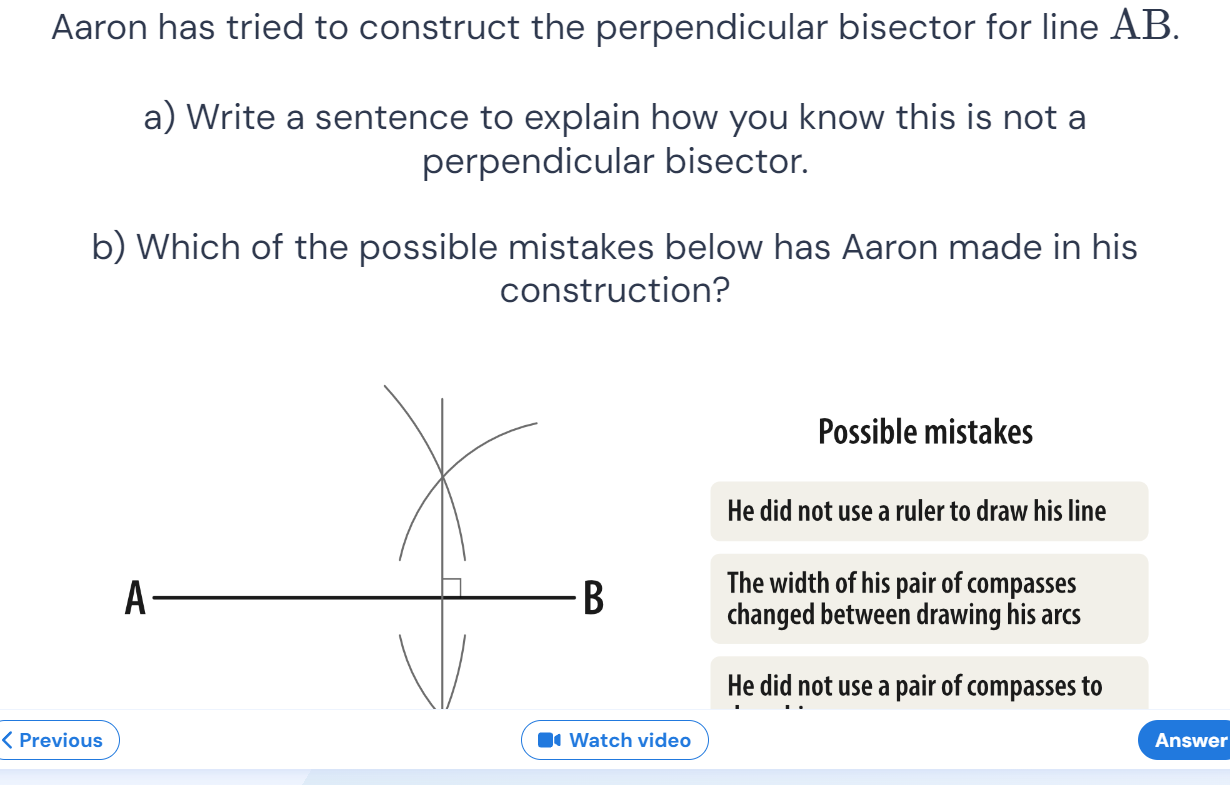 Aaron has tried to construct the perpendicular bisector for line AB.
a) Write a sentence to explain how you know this is not a
perpendicular bisector.
b) Which of the possible mistakes below has Aaron made in his
construction?
Possible mistakes
He did not use a ruler to draw his line
The width of his pair of compasses
changed between drawing his arcs
A
B
He did not use a pair of compasses to
Previous
Watch video
Answer